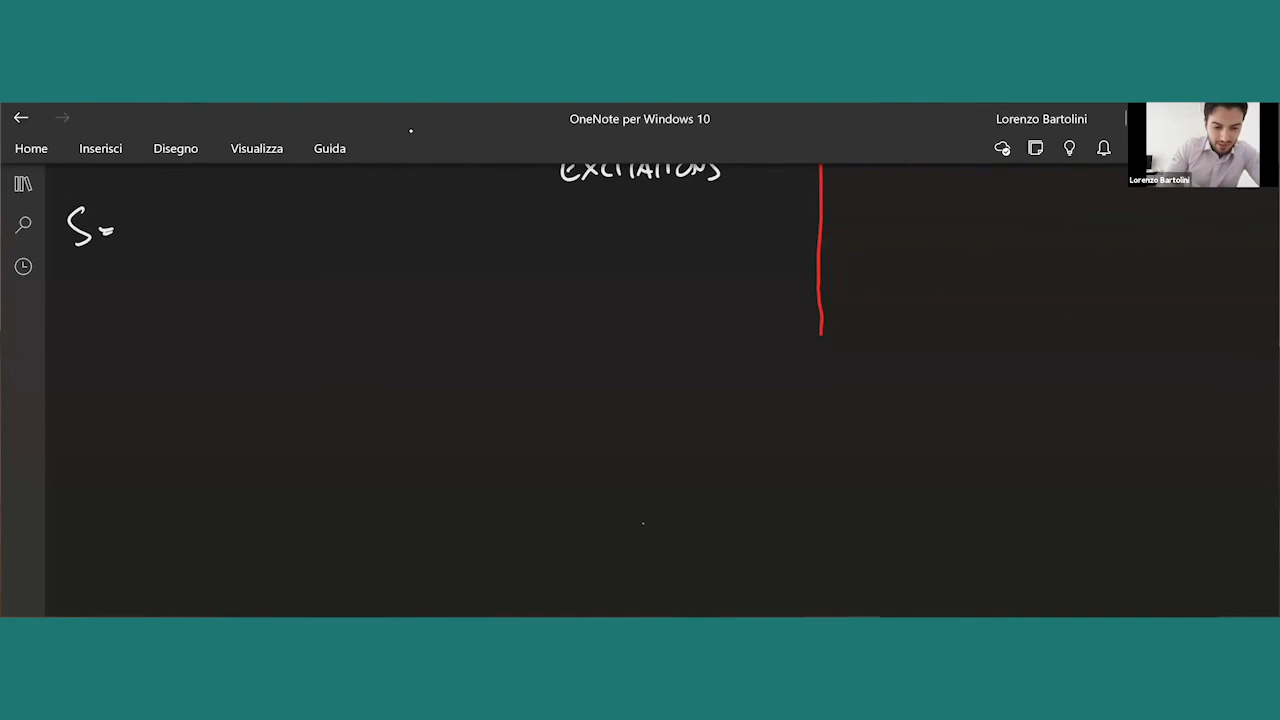 OneNote per Windows 10
Lorenzo Bartolini
Home Inserisci Disegno Visualizza Guida
Lorenzo Bartolini
EXCITATIONS
S=